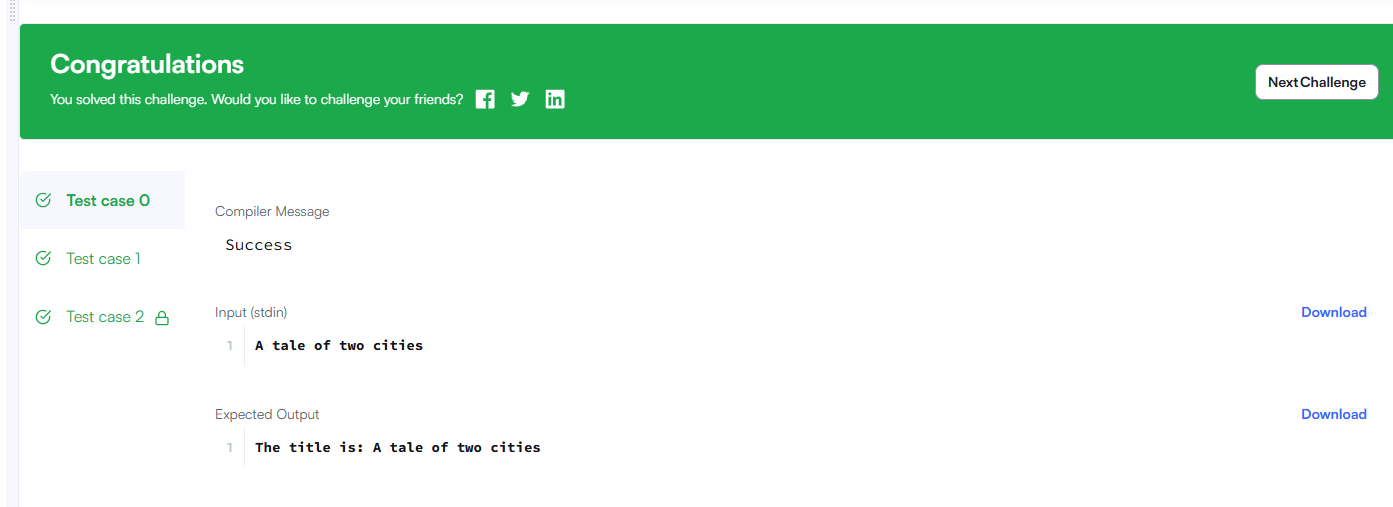 Congratulations
You solved this challenge. Would you like to challenge your friends?
Next Challenge
Test case 0
Test case 1
Test case 2
Compiler Message
Success
Input (stdin)
Download
1 A tale of two cities
Expected Output
Download
1 The title is: A tale of two cities